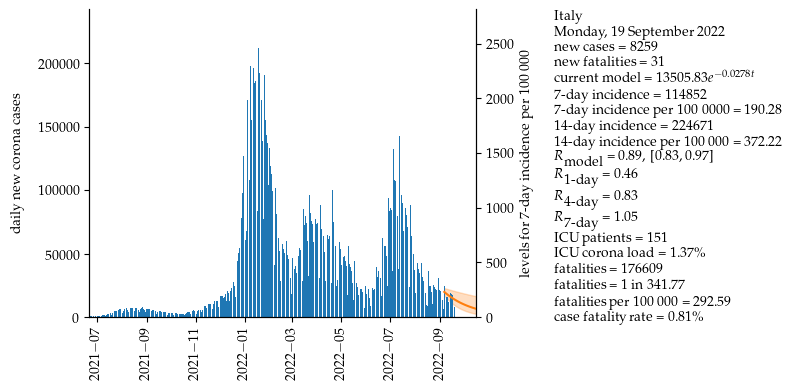 daily new corona cases
200000
150000
100000
50000
0
2021−07
2021−09
2021−11
2022−01
2022−03
2022−05
2022−07
2022−09
2500
2000
1500
1000
500
0
levels for 7-day incidence per 100 000
Italy
Monday, 19 September 2022
new cases = 8259
new fatalities = 31
current model = 13505.83e^{−0.0278t}
7-day incidence = 114852
7-day incidence per 100 0000 = 190.28
14-day incidence = 224671
14-day incidence per 100 000 = 372.22
R_model = 0.89, [0.83, 0.97]
R_1-day = 0.46
R_4-day = 0.83
R_7-day = 1.05
ICU patients = 151
ICU corona load = 1.37%
fatalities = 176609
fatalities = 1 in 341.77
fatalities per 100 000 = 292.59
case fatality rate = 0.81%